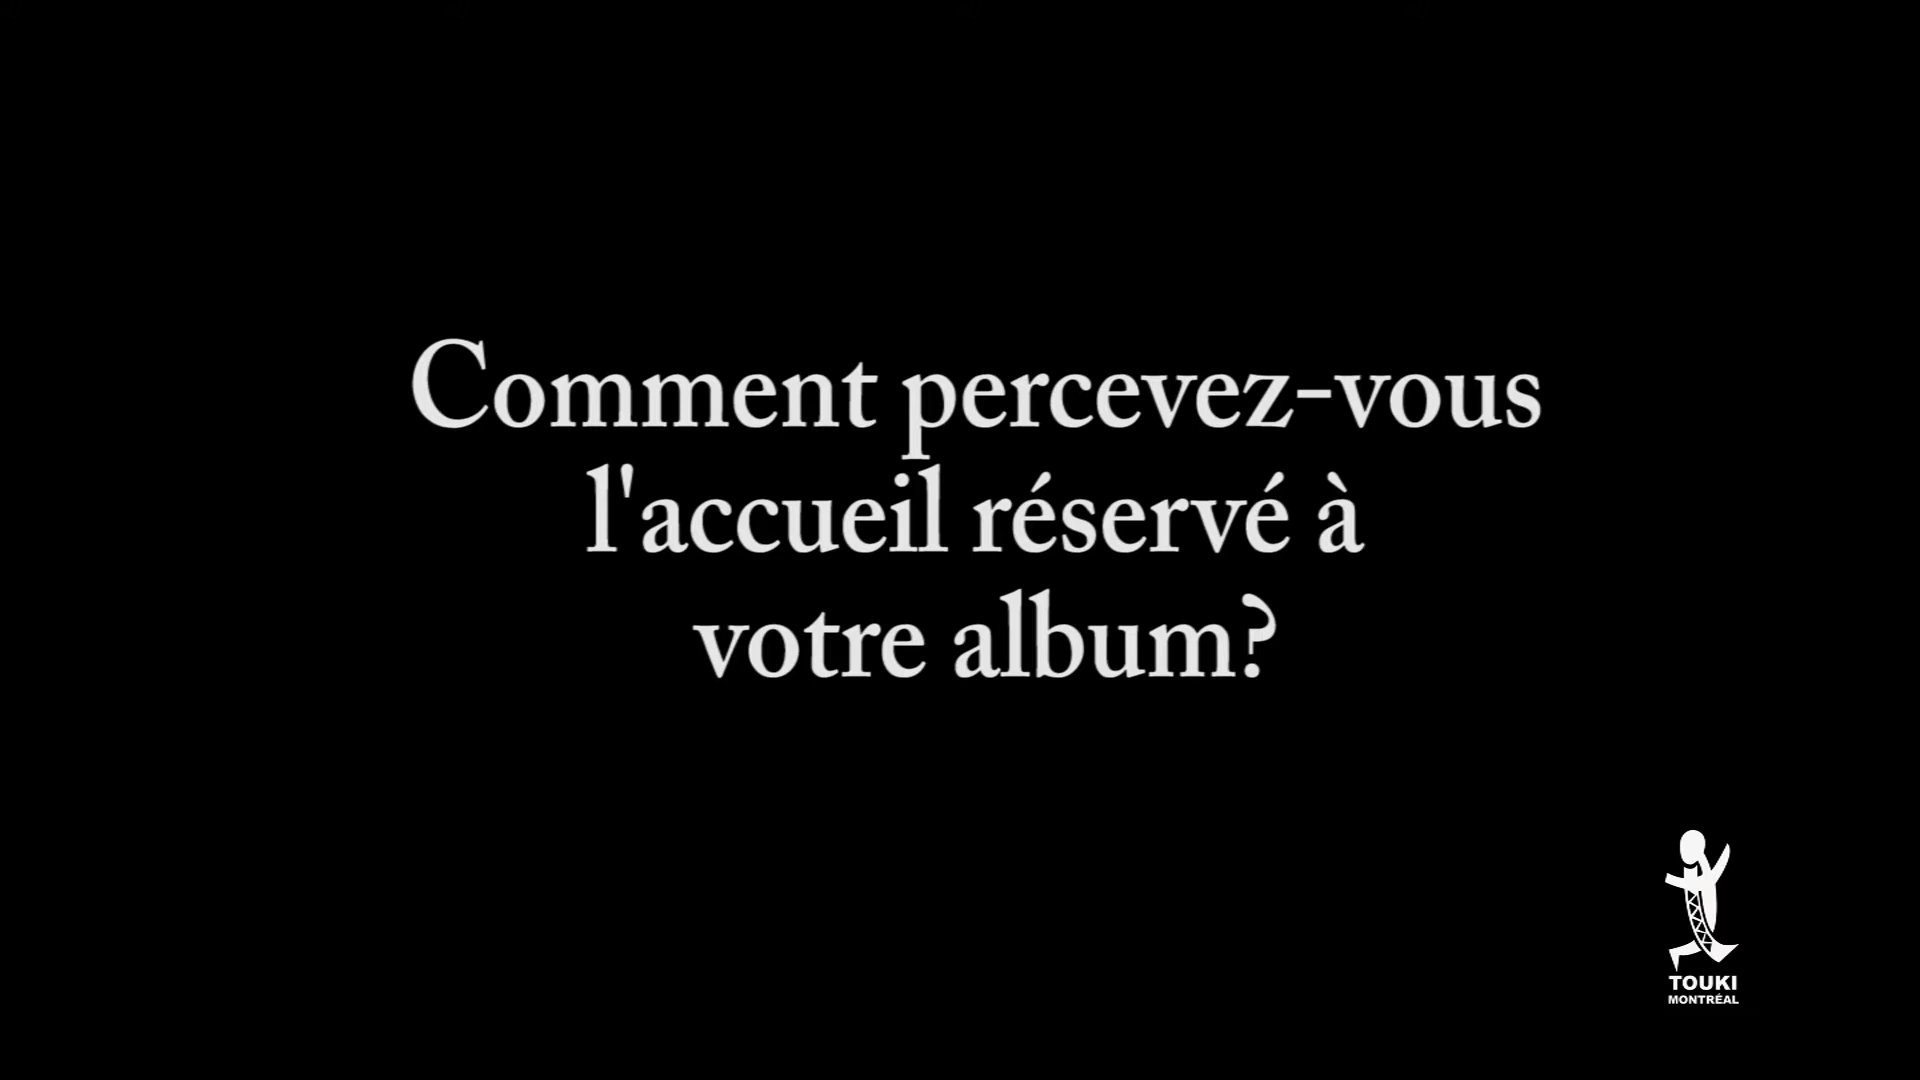 Comment percevez-vous
l'accueil réservé à
votre album?
TOUKI
MONTRÉAL